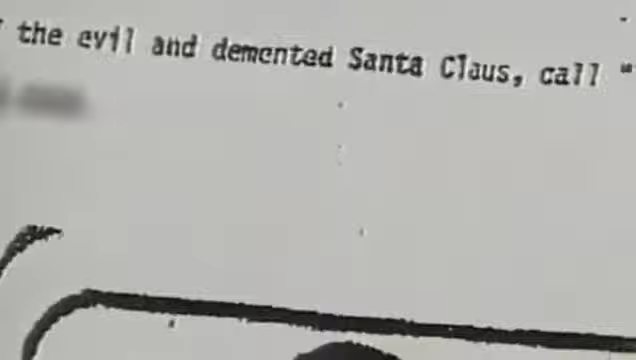 the evil and demented Santa Claus, call "